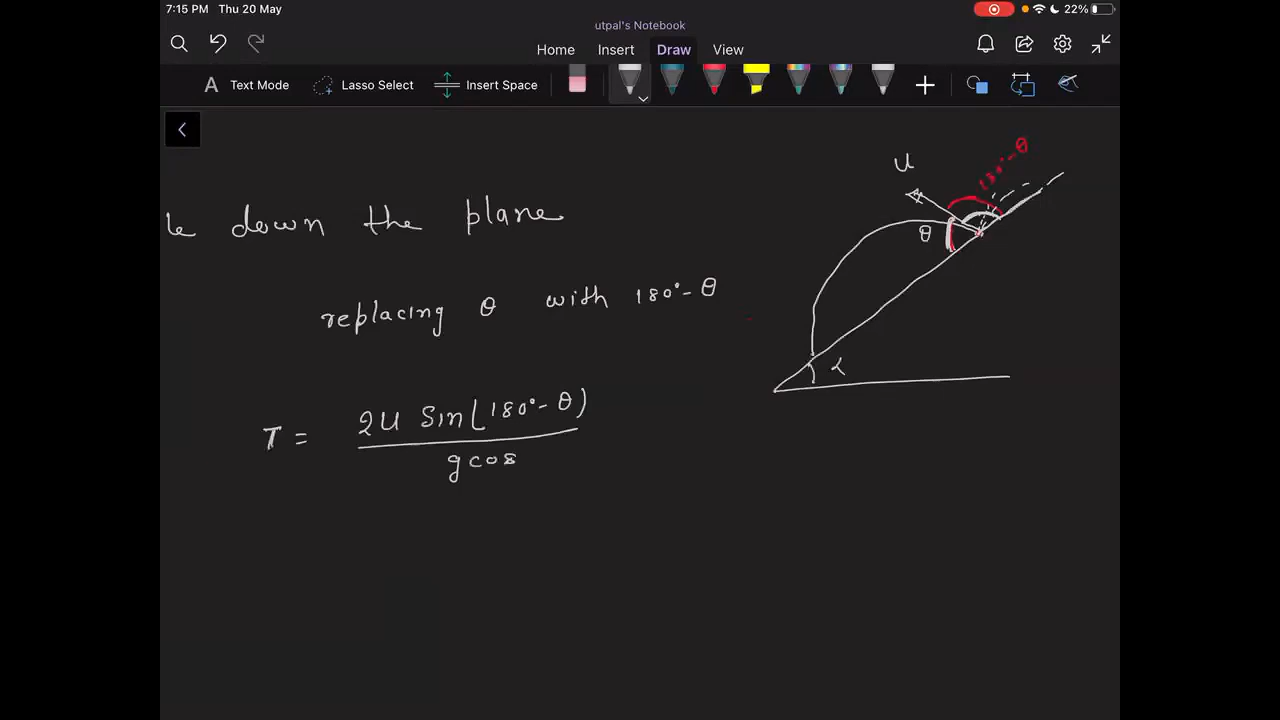 7:15 PM Thu 20 May
22%
utpal's Notebook
Home Insert Draw View
Text Mode Lasso Select Insert Space
le down the plane
replacing θ with 180°-θ
T = 2U Sin(180°-θ)
g cos
U
180°-θ
θ
α